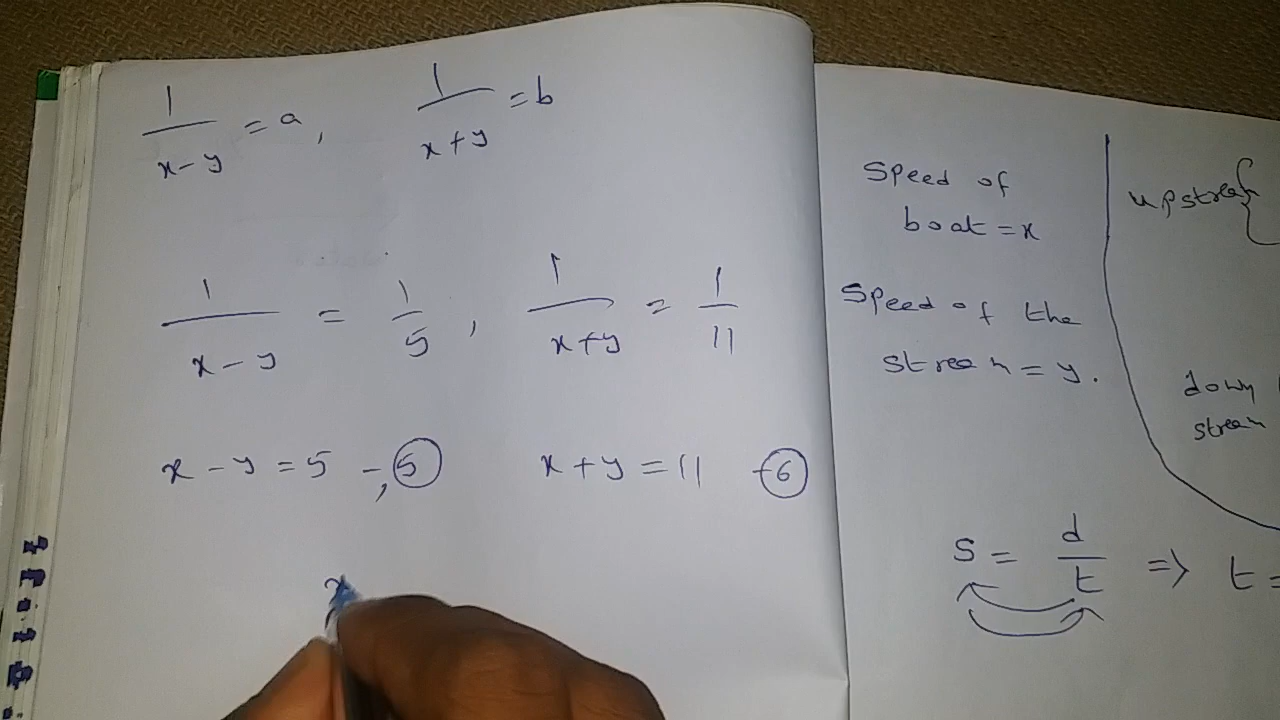 1/(x-y) = a, 1/(x+y) = b
1/(x-y) = 1/5, 1/(x+y) = 1/11
x - y = 5 -, ⑤ x + y = 11 - ⑥
x
Speed of
boat = x
Speed of the
stream = y.
upstream {
down
stream
S = d/t => t =